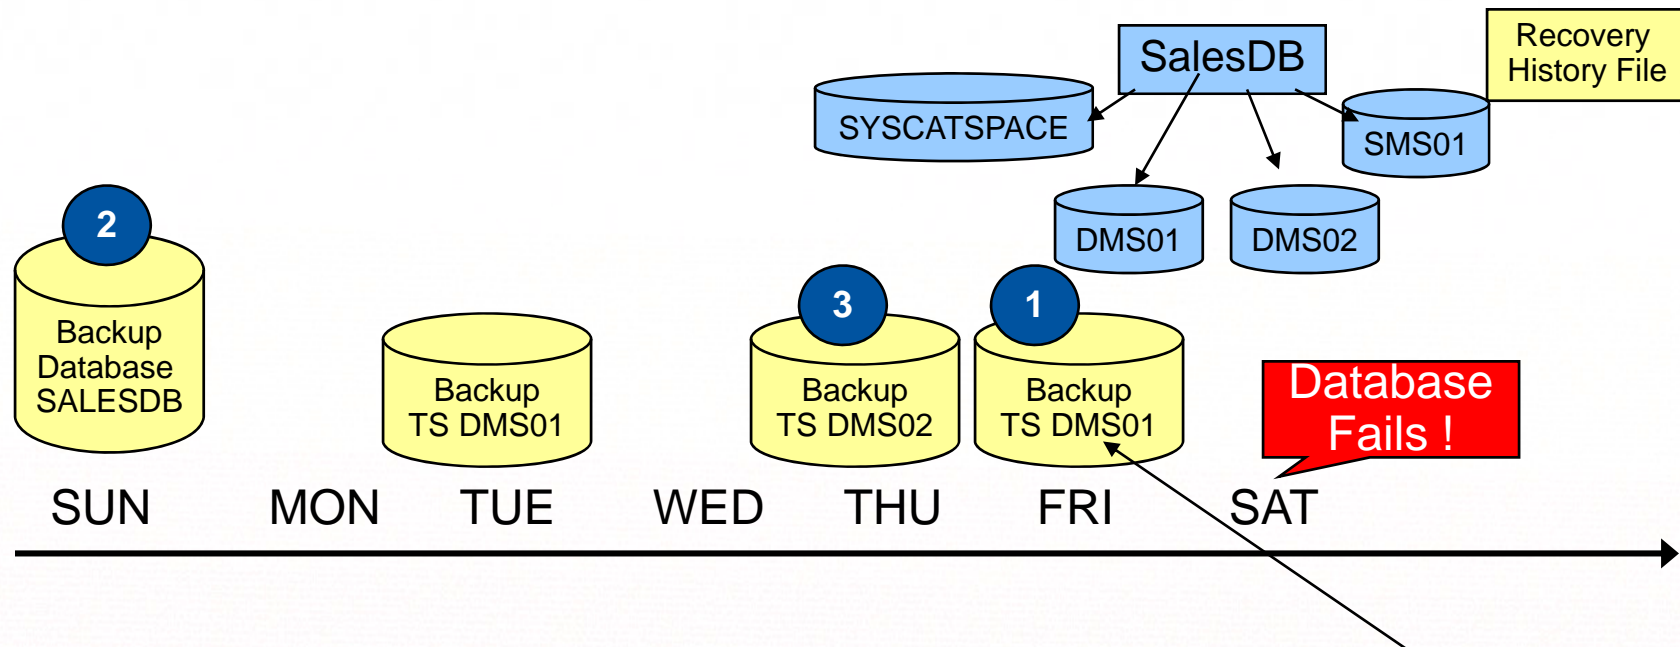 SalesDB
Recovery
History File
SYSCATSPACE
SMS01
DMS01
DMS02
2
Backup
Database
SALESDB
Backup
TS DMS01
3
Backup
TS DMS02
1
Backup
TS DMS01
Database
Fails !
SUN
MON
TUE
WED
THU
FRI
SAT